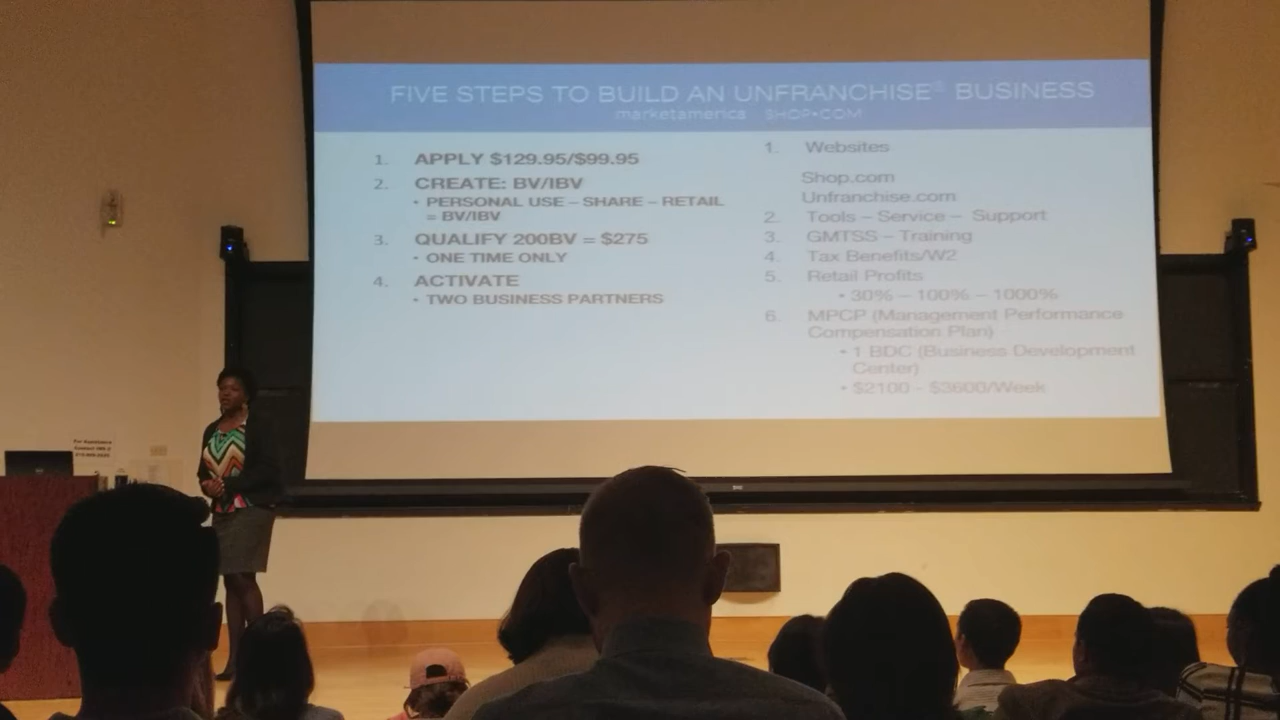 FIVE STEPS TO BUILD AN UNFRANCHISE® BUSINESS
marketamerica SHOP•COM
1. APPLY $129.95/$99.95
2. CREATE: BV/IBV
• PERSONAL USE – SHARE – RETAIL
= BV/IBV
3. QUALIFY 200BV = $275
• ONE TIME ONLY
4. ACTIVATE
• TWO BUSINESS PARTNERS
1. Websites
Shop.com
Unfranchise.com
2. Tools – Service – Support
3. GMTSS – Training
4. Tax Benefits/W2
5. Retail Profits
• 30% – 100% – 1000%
6. MPCP (Management Performance
Compensation Plan)
• 1 BDC (Business Development
Center)
• $2100 - $3600/Week
For Assistance